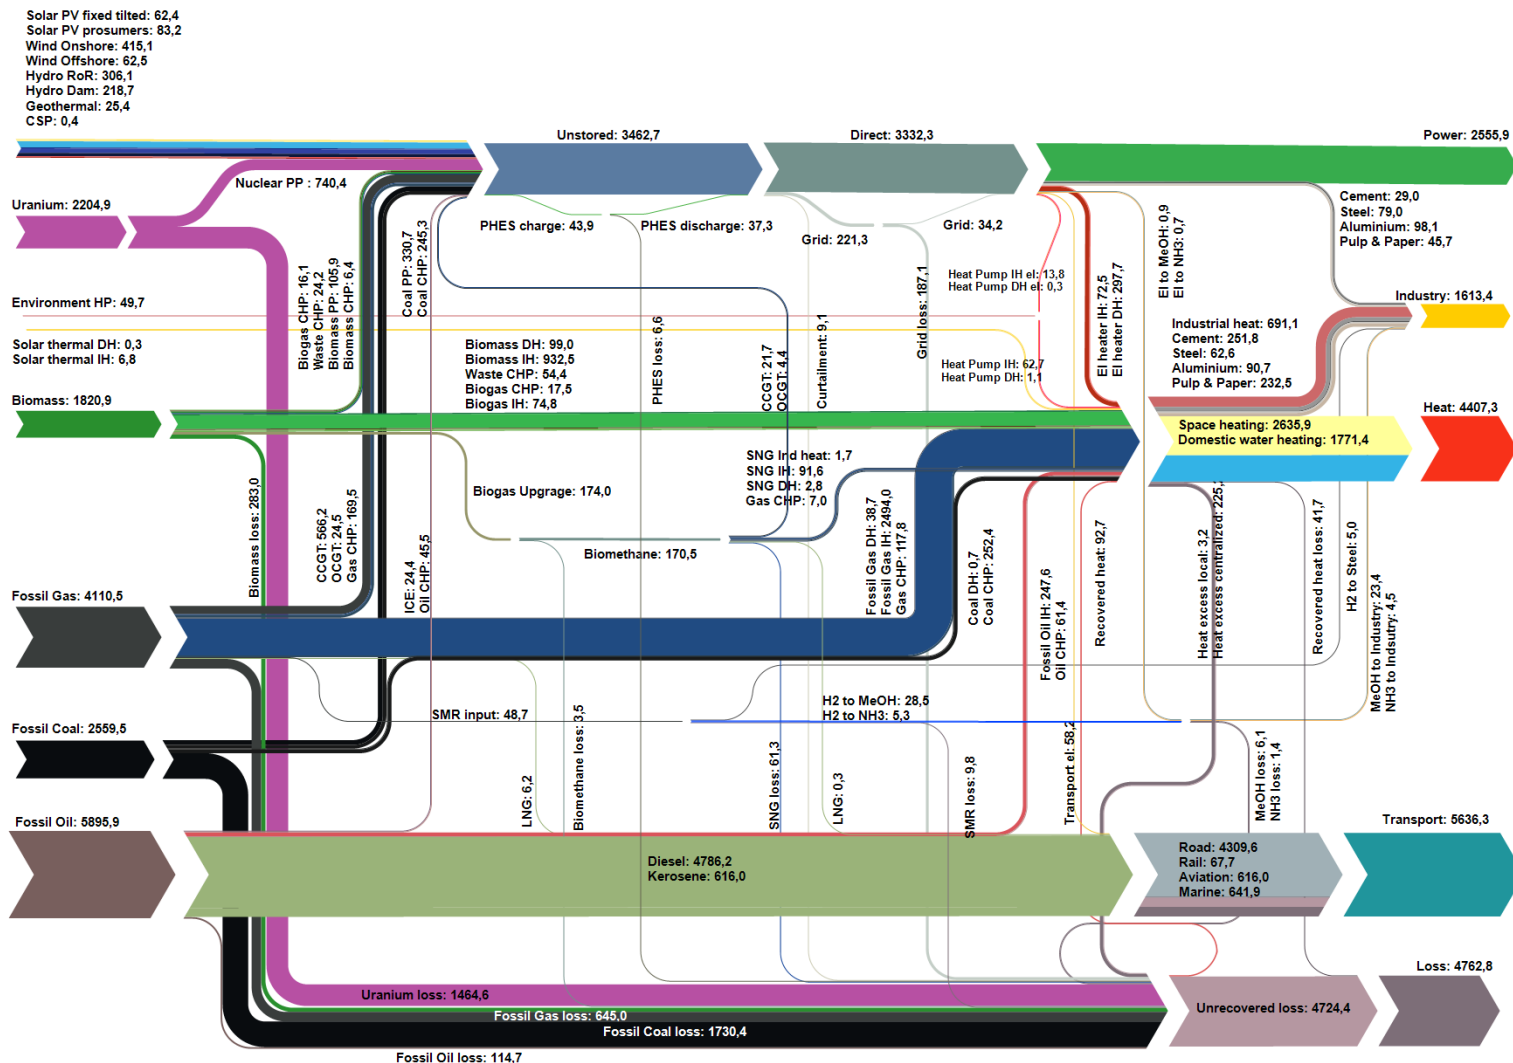 Solar PV fixed tilted: 62,4
Solar PV prosumers: 83,2
Wind Onshore: 415,1
Wind Offshore: 62,5
Hydro RoR: 306,1
Hydro Dam: 218,7
Geothermal: 25,4
CSP: 0,4
Unstored: 3462,7
Direct: 3332,3
Power: 2555,9
Nuclear PP : 740,4
Uranium: 2204,9
PHES charge: 43,9
PHES discharge: 37,3
Grid: 221,3
Grid: 34,2
Cement: 29,0
Steel: 79,0
Aluminium: 98,1
Pulp & Paper: 45,7
Coal PP: 330,7
Coal CHP: 245,3
El to MeOH: 0,9
El to NH3: 0,7
Heat Pump IH el: 13,8
Heat Pump DH el: 0,3
Grid loss: 187,1
El heater IH: 72,5
El heater DH: 297,7
Environment HP: 49,7
Industry: 1613,4
Biogas CHP: 16,1
Waste CHP: 24,2
Biomass PP: 105,9
Biomass CHP: 6,4
Solar thermal DH: 0,3
Solar thermal IH: 6,8
Biomass DH: 99,0
Biomass IH: 932,5
Waste CHP: 54,4
Biogas CHP: 17,5
Biogas IH: 74,8
PHES loss: 6,6
CCGT: 21,7
OCGT: 4,4
Curtailment: 9,1
Heat Pump IH: 62,7
Heat Pump DH: 1,1
Industrial heat: 691,1
Cement: 251,8
Steel: 62,6
Aluminium: 90,7
Pulp & Paper: 232,5
Biomass: 1820,9
Heat: 4407,3
Space heating: 2635,9
Domestic water heating: 1771,4
SNG Ind heat: 1,7
SNG IH: 91,6
SNG DH: 2,8
Gas CHP: 7,0
Biogas Upgrage: 174,0
Biomass loss: 283,0
CCGT: 566,2
OCGT: 24,5
Gas CHP: 169,5
ICE: 24,4
Oil CHP: 45,5
Biomethane: 170,5
Fossil Gas DH: 38,7
Fossil Gas IH: 2494,0
Gas CHP: 117,8
Coal DH: 0,7
Coal CHP: 252,4
Fossil Oil IH: 247,6
Oil CHP: 61,4
Recovered heat: 92,7
Heat excess local: 3,2
Heat excess centralized: 225,
Recovered heat loss: 41,7
H2 to Steel: 5,0
MeOH to Industry: 23,4
NH3 to Indsutry: 4,5
Fossil Gas: 4110,5
SMR input: 48,7
H2 to MeOH: 28,5
H2 to NH3: 5,3
Fossil Coal: 2559,5
LNG: 6,2
Biomethane loss: 3,5
SNG loss: 61,3
LNG: 0,3
SMR loss: 9,8
Transport el: 58,2
MeOH loss: 6,1
NH3 loss: 1,4
Fossil Oil: 5895,9
Transport: 5636,3
Diesel: 4786,2
Kerosene: 616,0
Road: 4309,6
Rail: 67,7
Aviation: 616,0
Marine: 641,9
Loss: 4762,8
Uranium loss: 1464,6
Unrecovered loss: 4724,4
Fossil Gas loss: 645,0
Fossil Coal loss: 1730,4
Fossil Oil loss: 114,7